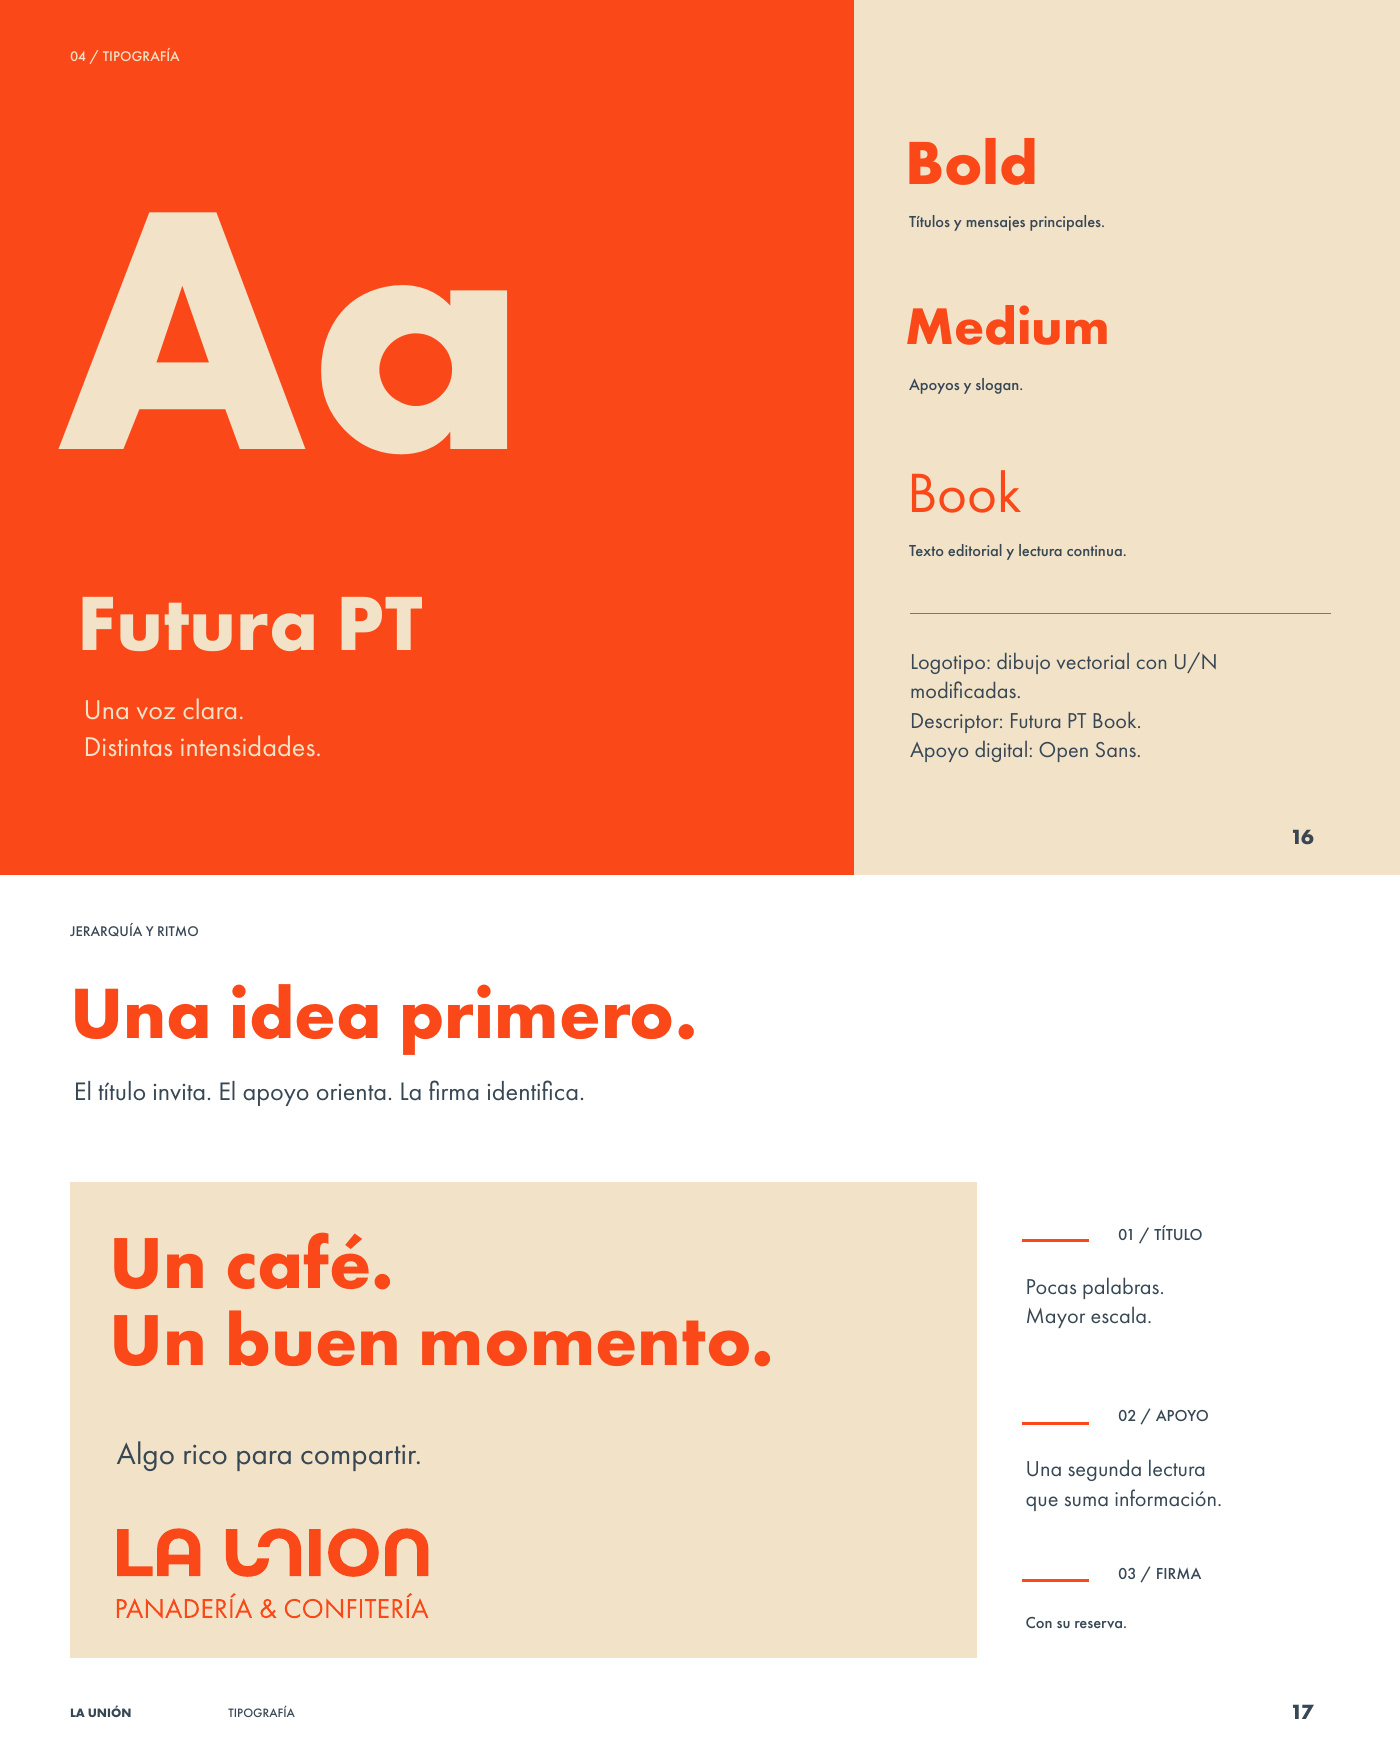 04 / TIPOGRAFÍA
Aa
Futura PT
Una voz clara.
Distintas intensidades.
Bold
Títulos y mensajes principales.
Medium
Apoyos y slogan.
Book
Texto editorial y lectura continua.
Logotipo: dibujo vectorial con U/N
modificadas.
Descriptor: Futura PT Book.
Apoyo digital: Open Sans.
16
JERARQUÍA Y RITMO
Una idea primero.
El título invita. El apoyo orienta. La firma identifica.
Un café.
Un buen momento.
Algo rico para compartir.
LA UNION
PANADERÍA & CONFITERÍA
01 / TÍTULO
Pocas palabras.
Mayor escala.
02 / APOYO
Una segunda lectura
que suma información.
03 / FIRMA
Con su reserva.
LA UNIÓN
TIPOGRAFÍA
17